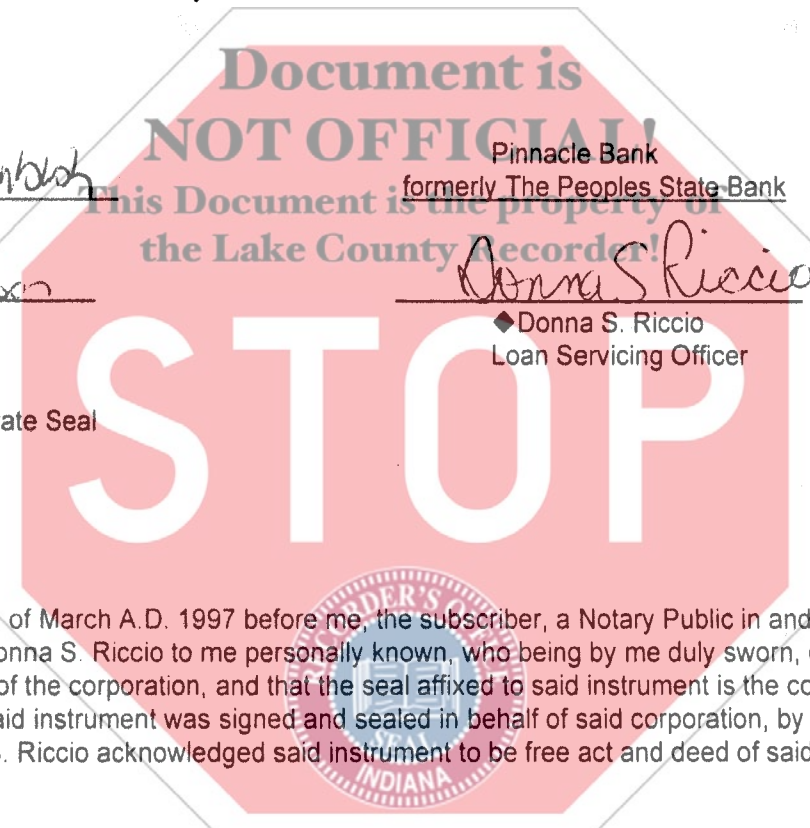 Document is
NOT OFFICIAL!
This Document is the property of
the Lake County Recorder!
Pinnacle Bank
formerly The Peoples State Bank
Donna S Riccio
◆Donna S. Riccio
Loan Servicing Officer
ate Seal
STOP
of March A.D. 1997 before me, the subscriber, a Notary Public in and
onna S. Riccio to me personally known, who being by me duly sworn,
of the corporation, and that the seal affixed to said instrument is the co
aid instrument was signed and sealed in behalf of said corporation, by
. Riccio acknowledged said instrument to be free act and deed of said
RECORDER'S OFFICE
SEAL
INDIANA